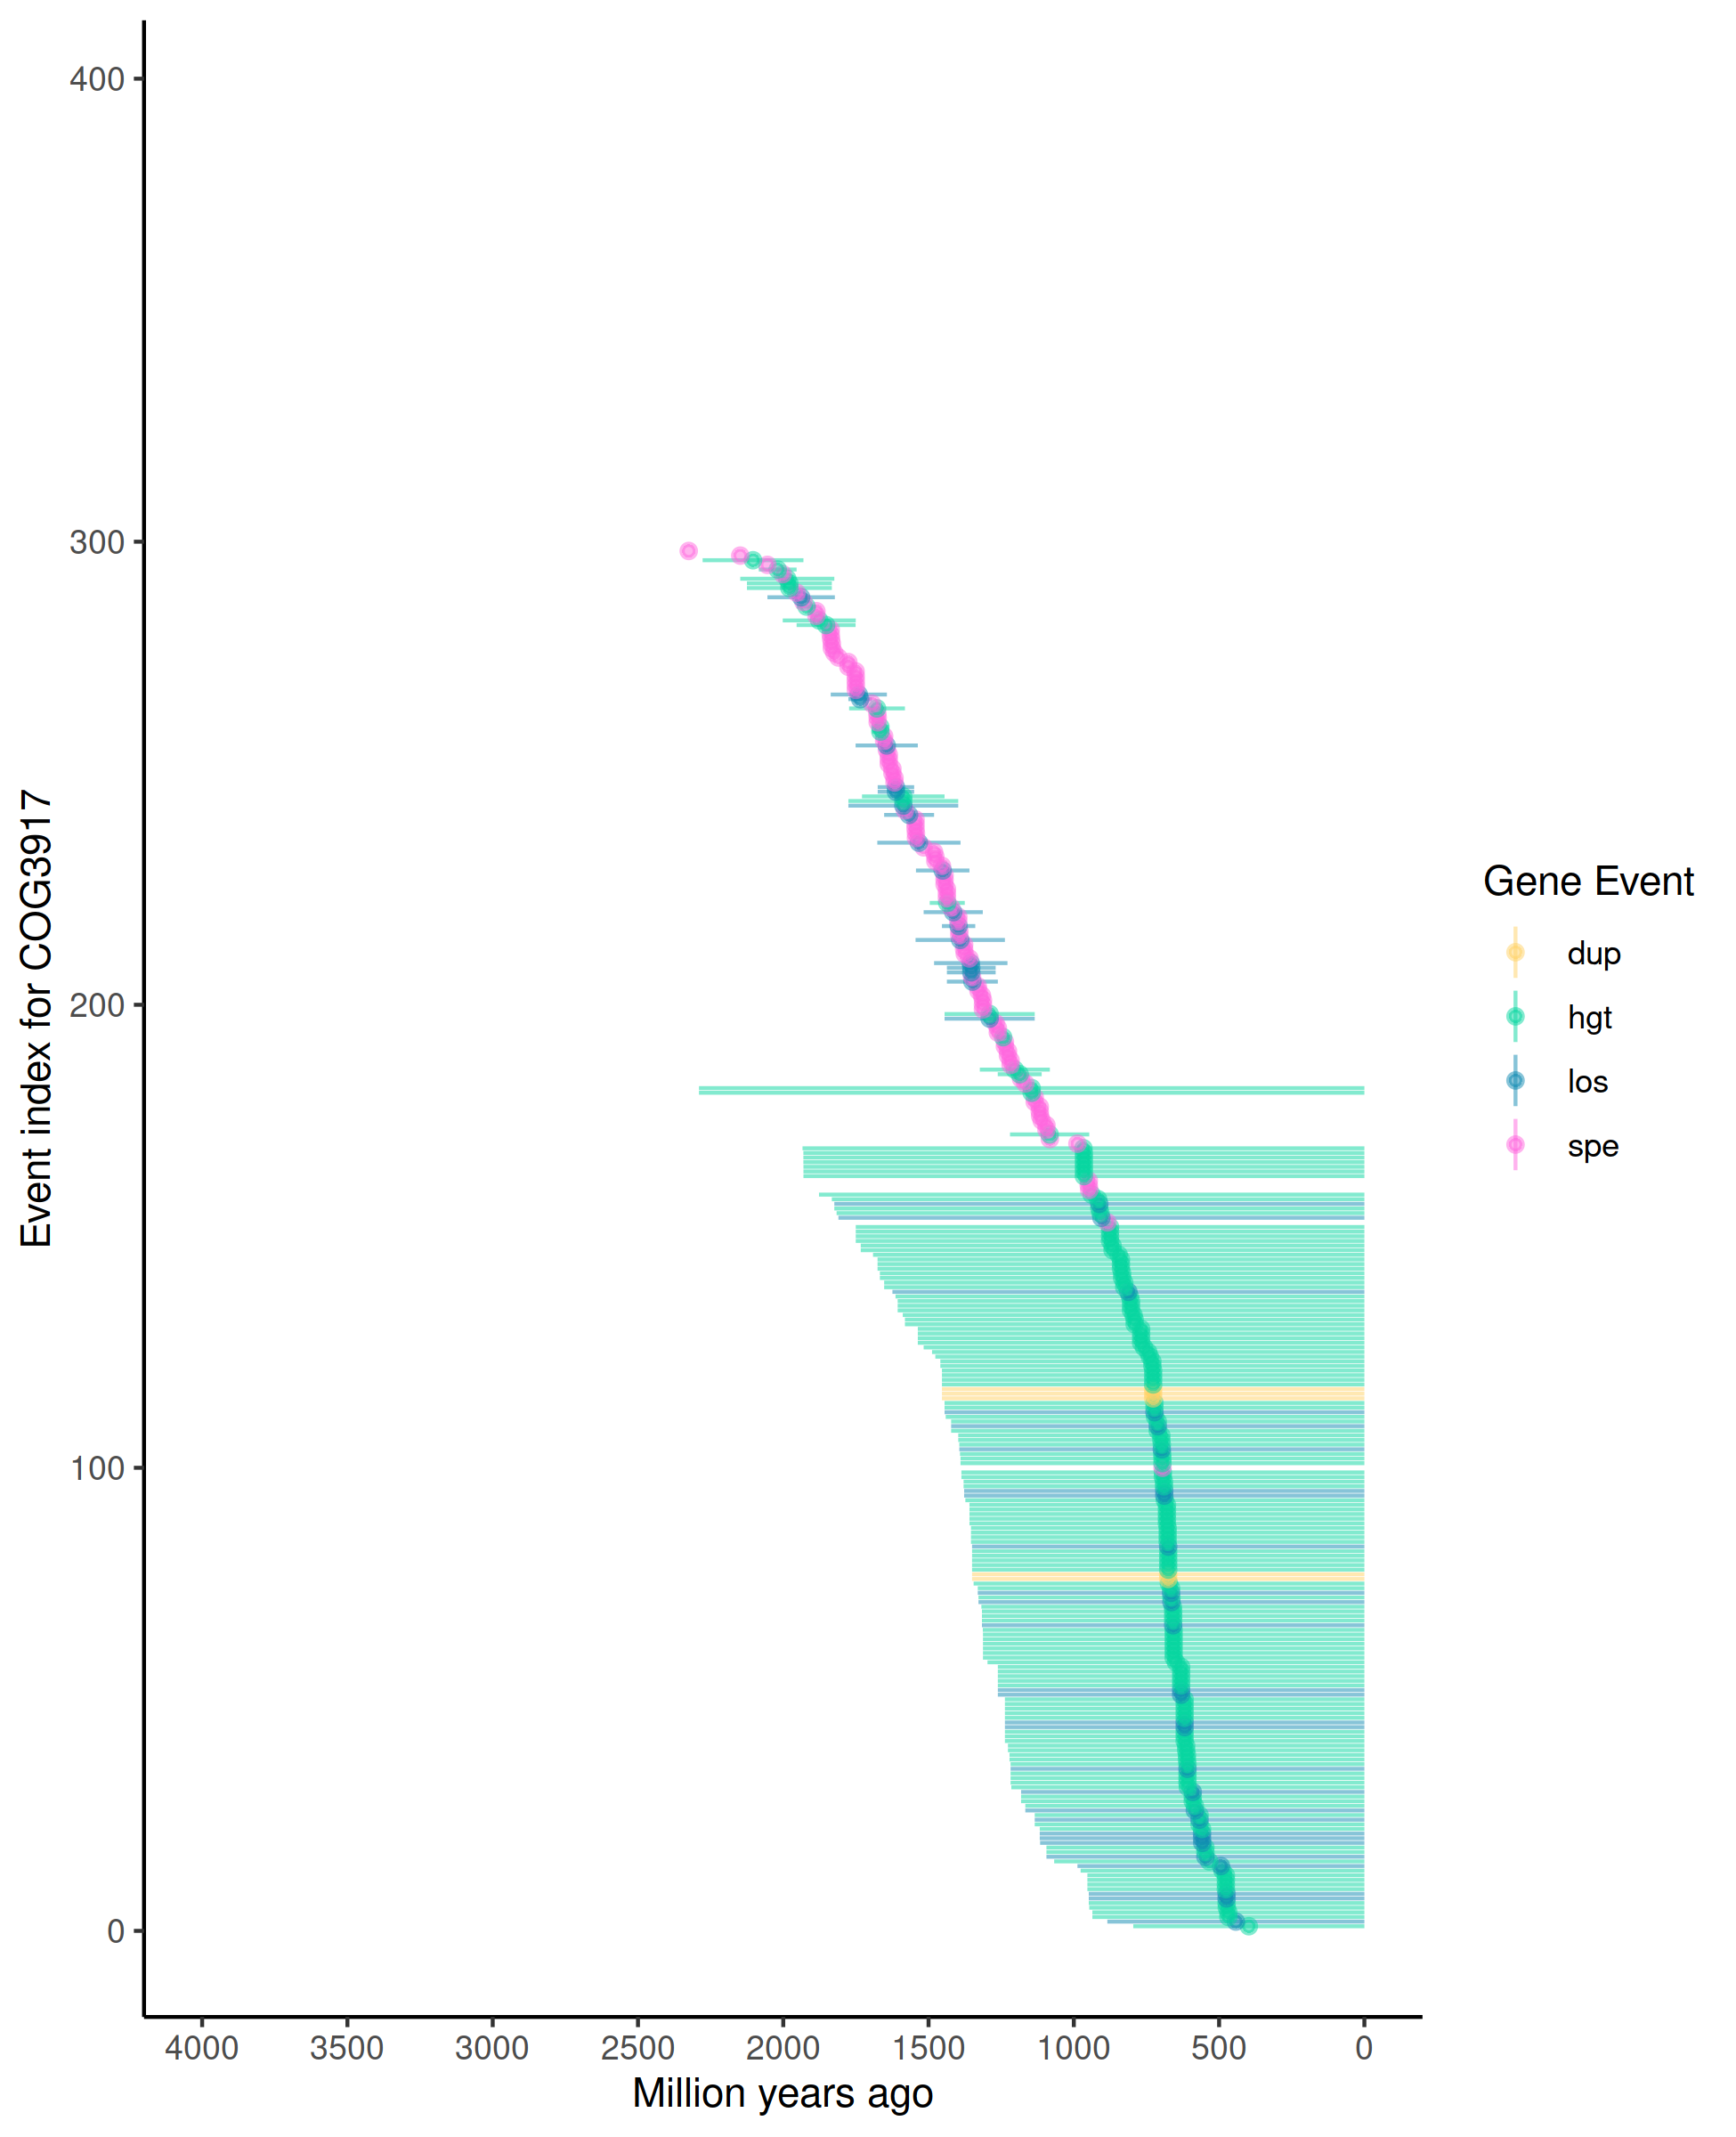 Event index for COG3917
400
300
200
100
0
4000 3500 3000 2500 2000 1500 1000 500 0
Million years ago
Gene Event
dup
hgt
los
spe